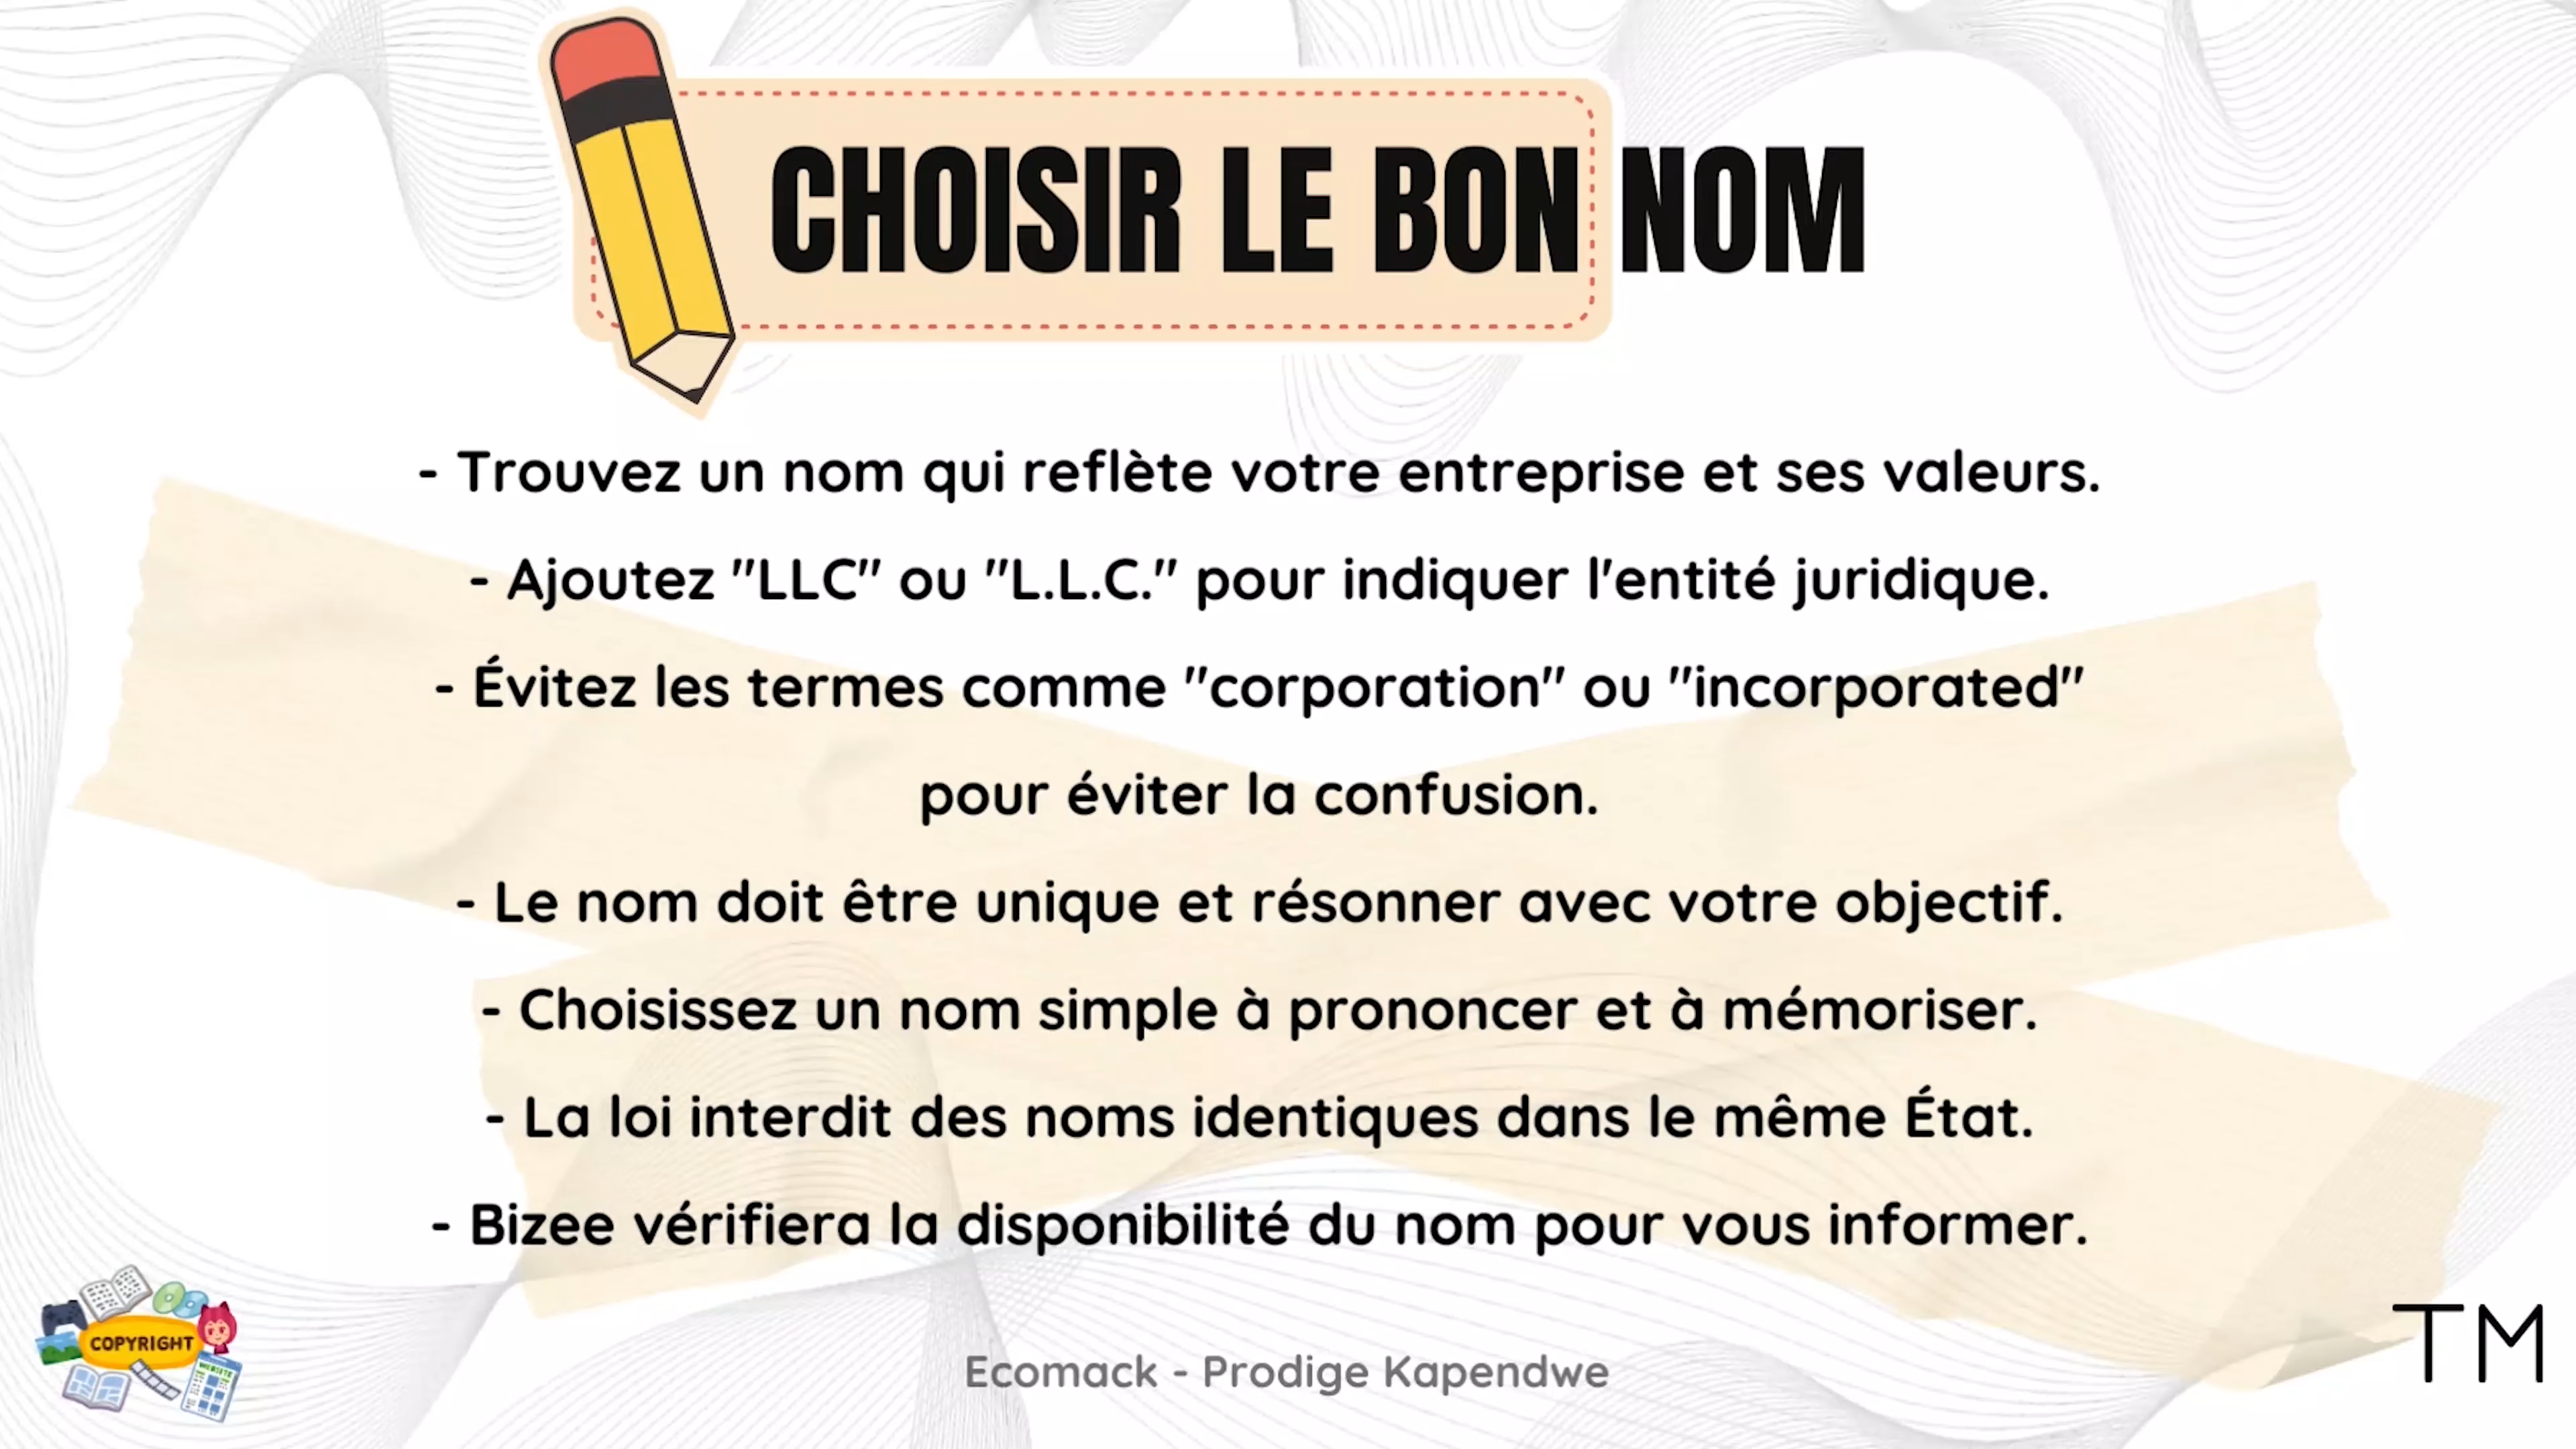 CHOISIR LE BON NOM
- Trouvez un nom qui reflète votre entreprise et ses valeurs.
- Ajoutez "LLC" ou "L.L.C." pour indiquer l'entité juridique.
- Évitez les termes comme "corporation" ou "incorporated"
pour éviter la confusion.
- Le nom doit être unique et résonner avec votre objectif.
- Choisissez un nom simple à prononcer et à mémoriser.
- La loi interdit des noms identiques dans le même État.
- Bizee vérifiera la disponibilité du nom pour vous informer.
COPYRIGHT
WEBSITE
Ecomack - Prodige Kapendwe
TM